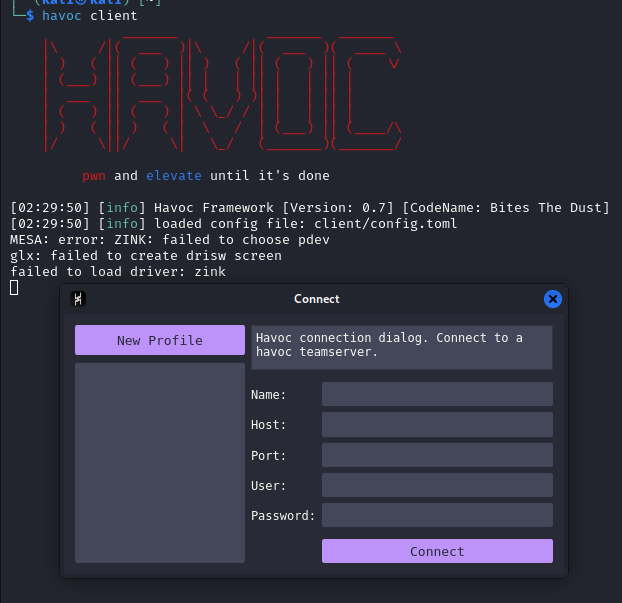 (kali㉿kali)-[~]
$ havoc client
HAVOC
pwn and elevate until it's done
[02:29:50] [info] Havoc Framework [Version: 0.7] [CodeName: Bites The Dust]
[02:29:50] [info] loaded config file: client/config.toml
MESA: error: ZINK: failed to choose pdev
glx: failed to create drisw screen
failed to load driver: zink
Connect
New Profile
Havoc connection dialog. Connect to a
havoc teamserver.
Name:
Host:
Port:
User:
Password:
Connect